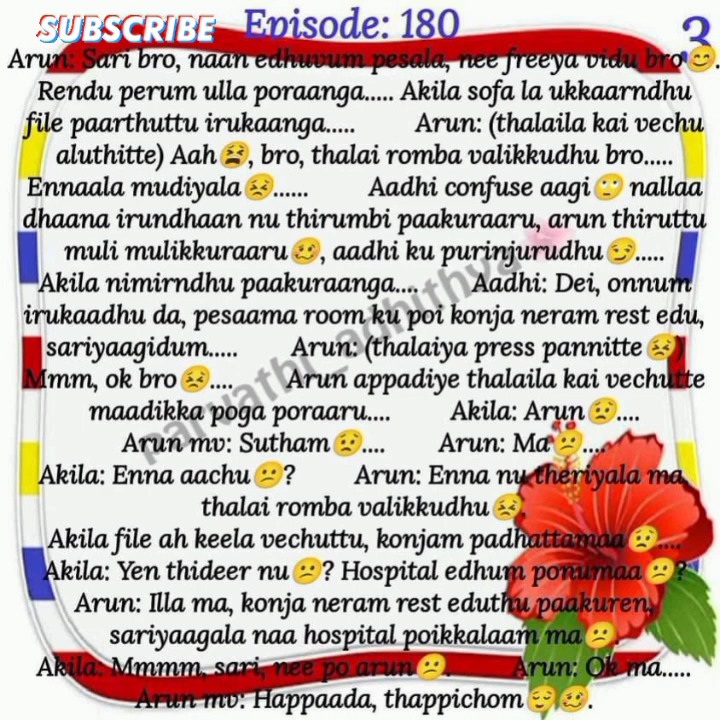 SUBSCRIBE Episode: 180 3
Arun: Sari bro, naan edhuvum pesala, nee freeya vidu bro😊.
Rendu perum ulla poraanga..... Akila sofa la ukkaarndhu
file paarthuttu irukaanga..... Arun: (thalaila kai vechu
aluthitte) Aah😫, bro, thalai romba valikkudhu bro.....
Ennaala mudiyala😣...... Aadhi confuse aagi🙄 nallaa
dhaana irundhaan nu thirumbi paakuraaru, arun thiruttu
muli mulikkuraaru🥴, aadhi ku purinjurudhu😏.....
Akila nimirndhu paakuraanga.... Aadhi: Dei, onnum
irukaadhu da, pesaama room ku poi konja neram rest edu,
sariyaagidum..... Arun: (thalaiya press pannitte😣)
Mmm, ok bro😣.... Arun appadiye thalaila kai vechutte
maadikka poga poraaru.... Akila: Arun😟....
Arun mv: Sutham😟.... Arun: Ma😕....
Akila: Enna aachu😕? Arun: Enna nu theriyala ma,
thalai romba valikkudhu😣.
Akila file ah keela vechuttu, konjam padhattamaa😟....
Akila: Yen thideer nu😕? Hospital edhum ponumaa😕?
Arun: Illa ma, konja neram rest eduthu paakuren,
sariyaagala naa hospital poikkalaam ma😕.
Akila: Mmmm, sari, nee po arun😕. Arun: Ok ma.....
Arun mv: Happaada, thappichom😌🥴.
parvathi_adhithya